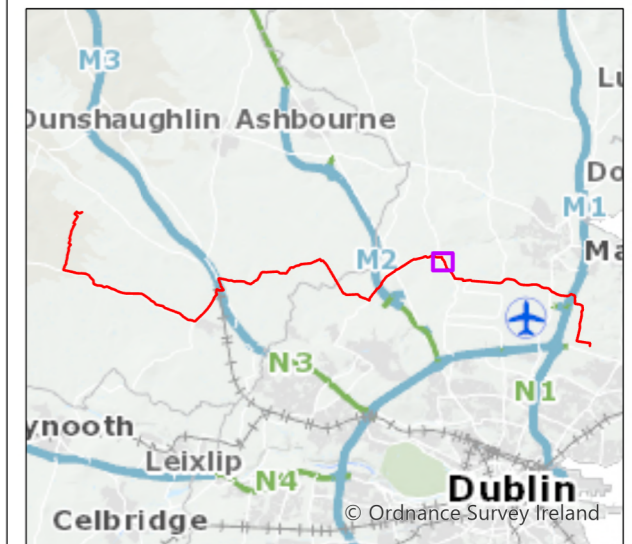 M3
Lu
Dunshaughlin
Ashbourne
Do
M1
M2
Ma
N3
N1
ynooth
Leixlip
N4
Dublin
Celbridge
© Ordnance Survey Ireland